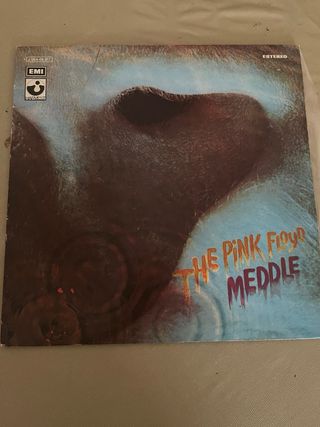 EMI
ESTEREO
THE PiNK Floyd
MEDDLE